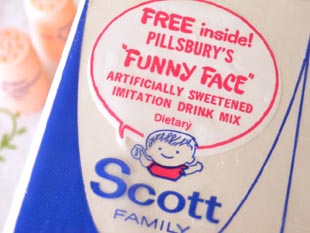 FREE inside!
PILLSBURY'S
"FUNNY FACE"
ARTIFICIALLY SWEETENED
IMITATION DRINK MIX
Dietary
Scott
FAMILY